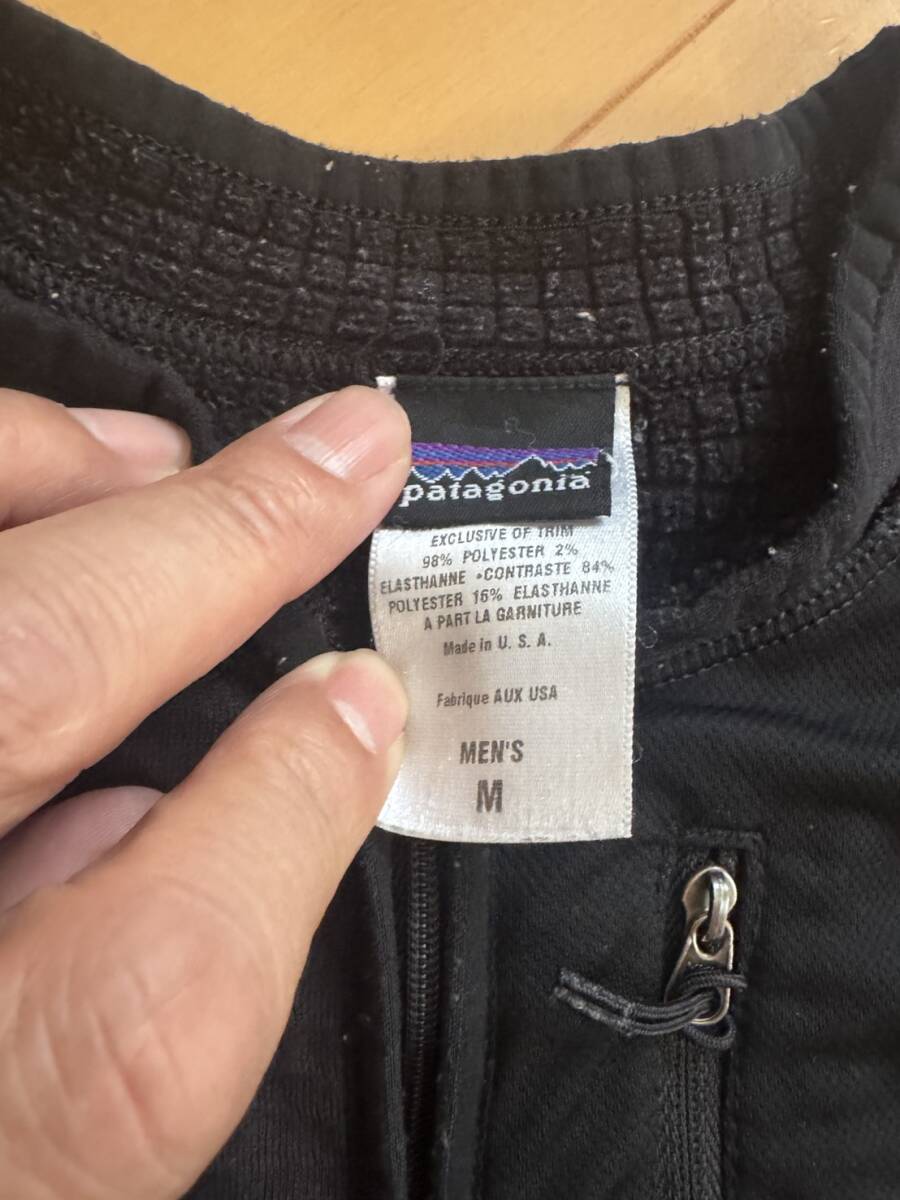 patagonia
EXCLUSIVE OF TRIM
98% POLYESTER 2%
ELASTHANNE •CONTRASTE 84%
POLYESTER 16% ELASTHANNE
A PART LA GARNITURE
Made in U. S. A.
Fabrique AUX USA
MEN'S
M